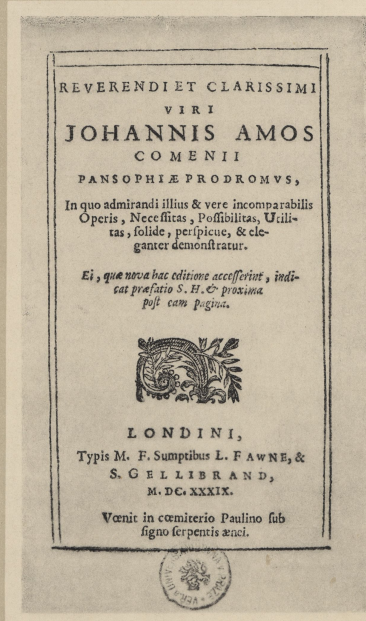 REVERENDI ET CLARISSIMI
VIRI
JOHANNIS AMOS
COMENII
PANSOPHIÆ PRODROMVS,
In quo admirandi illius & vere incomparabilis
Operis, Neceſſitas, Poſſibilitas, Utili-
tas, ſolide, perſpicue, & ele-
ganter demonſtratur.
Ei, quæ nova hac editione acceſſerint, indi-
cat præfatio S. H. & proxima
poſt eam pagina.
LONDINI,
Typis M. F. Sumptibus L. FAWNE, &
S. GELLIBRAND,
M. DC. XXXIX.
Vœnit in cœmiterio Paulino ſub
ſigno ſerpentis ænei.